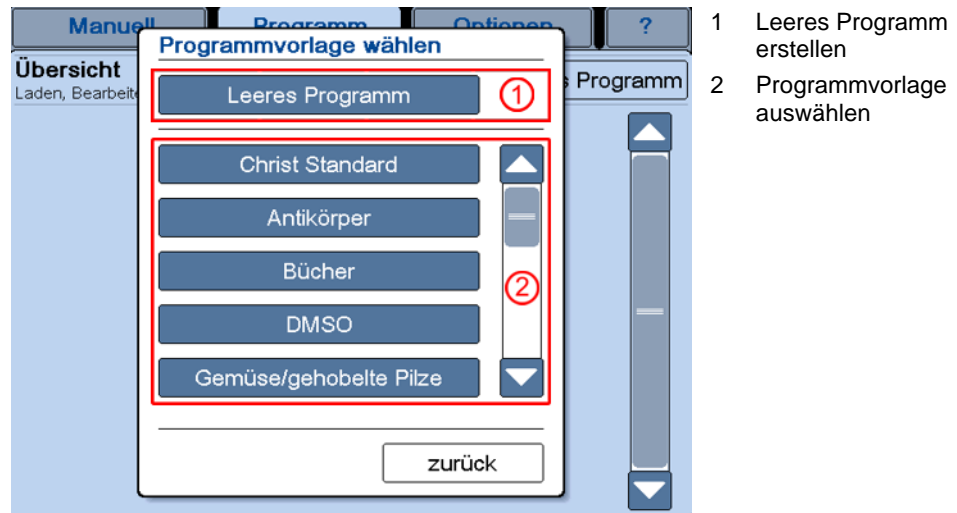 Manuell
Programm
Optionen
?
Übersicht
Laden, Bearbeite
Programm
Programmvorlage wählen
Leeres Programm
1
Christ Standard
Antikörper
Bücher
DMSO
Gemüse/gehobelte Pilze
2
zurück
1 Leeres Programm
erstellen
2 Programmvorlage
auswählen